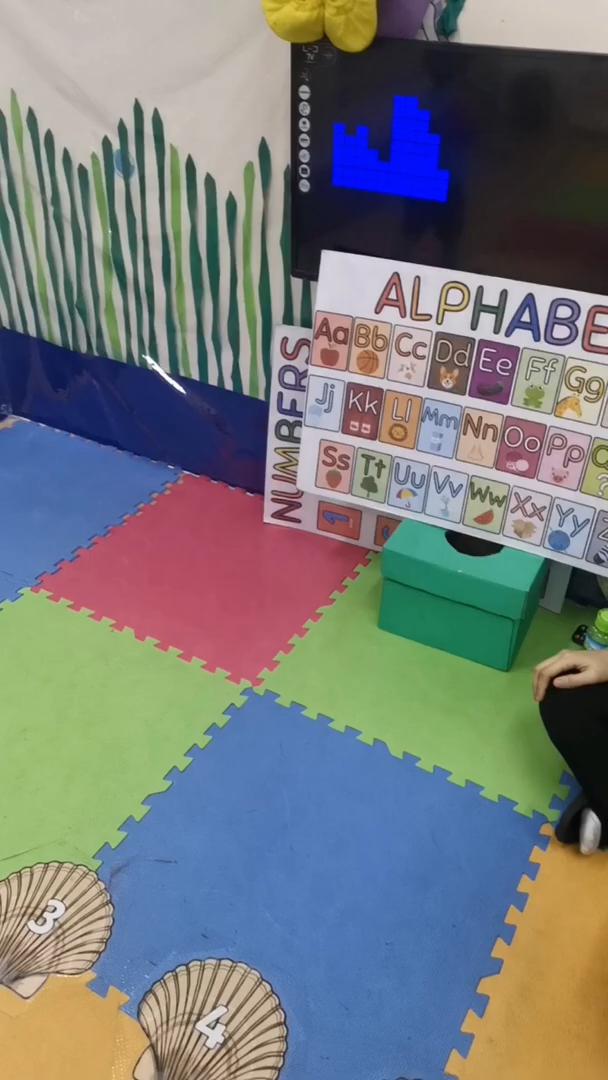 ALPHABE
Aa Bb Cc Dd Ee Ff Gg
Jj Kk Ll Mm Nn Oo Pp
Ss Tt Uu Vv Ww Xx Yy
NUMBERS
1
3
4